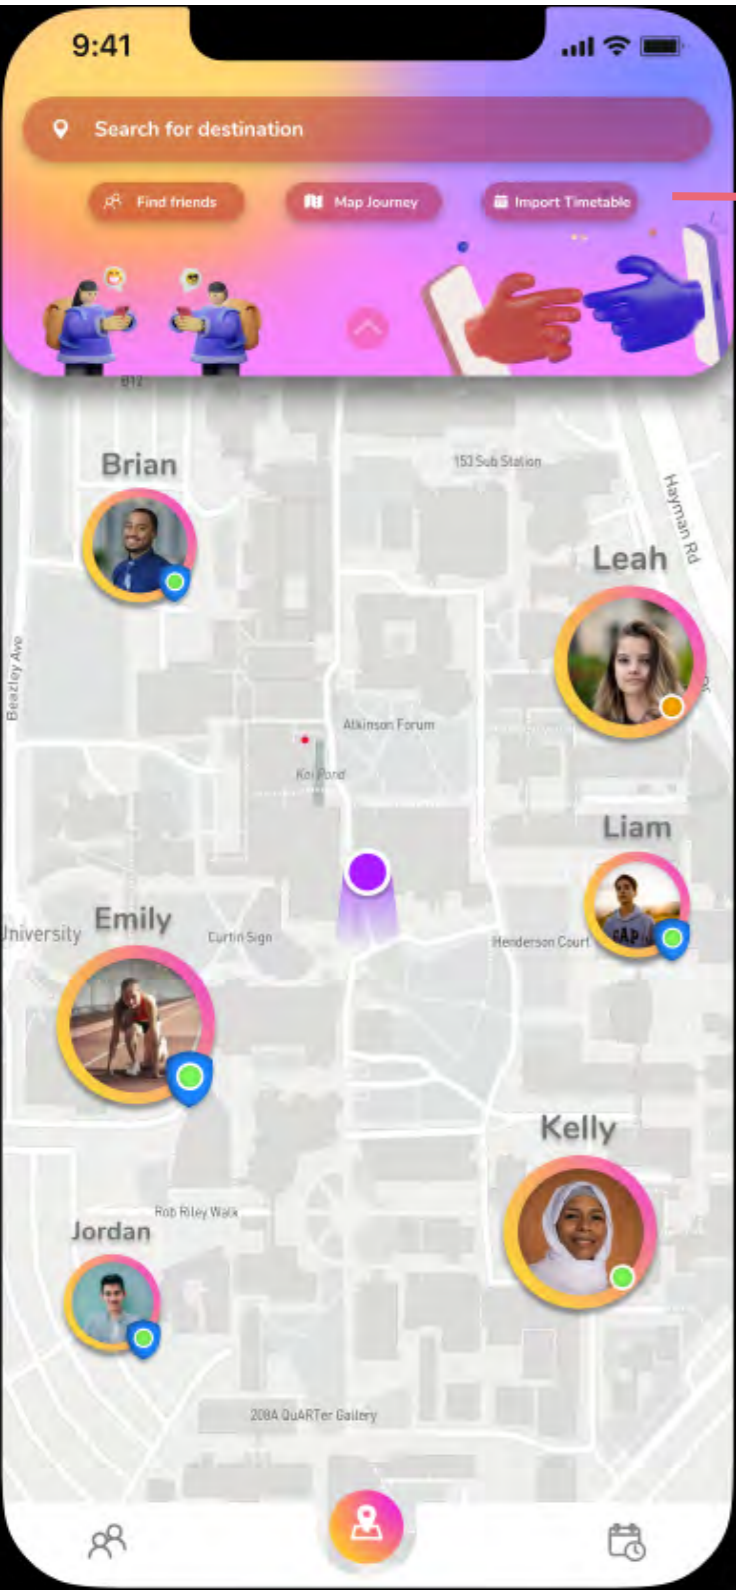 9:41
Search for destination
Find friends
Map Journey
Import Timetable
B12
Brian
153 Sub Station
Hayman Rd
Leah
Beazley Ave
Atkinson Forum
Koi Pond
Liam
University
Emily
Curtin Sign
Henderson Court
GAP
Kelly
Rob Riley Walk
Jordan
208A QuARTer Gallery